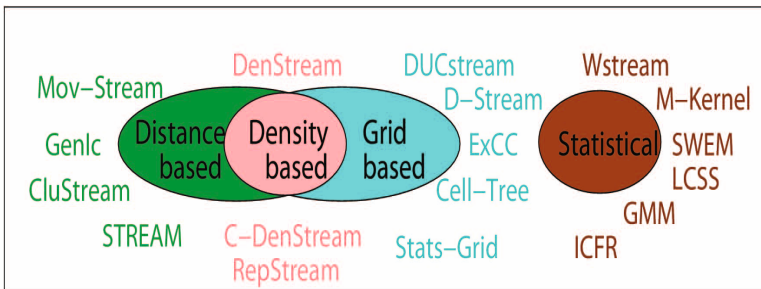 DenStream
DUCstream
Wstream
Mov–Stream
D–Stream
M–Kernel
Distance
based
Density
based
Grid
based
Statistical
GenIc
ExCC
SWEM
CluStream
Cell–Tree
LCSS
GMM
STREAM
C–DenStream
RepStream
Stats–Grid
ICFR